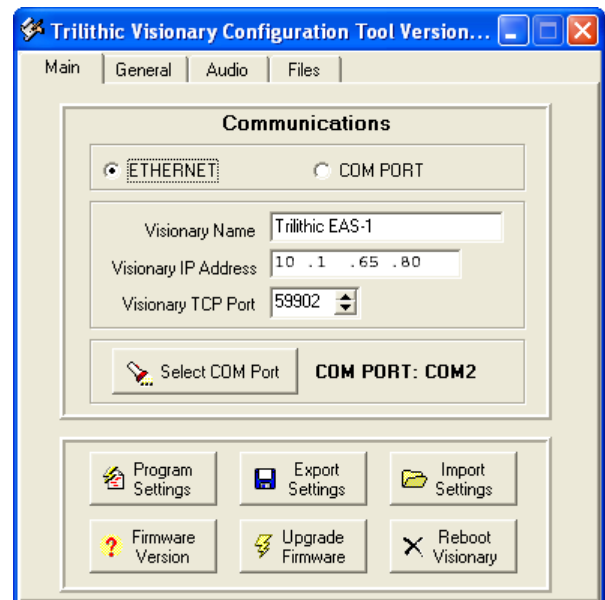 Trilithic Visionary Configuration Tool Version...
Main General Audio Files
Communications
ETHERNET COM PORT
Visionary Name Trilithic EAS-1
Visionary IP Address 10 .1 .65 .80
Visionary TCP Port 59902
Select COM Port COM PORT: COM2
Program Settings
Export Settings
Import Settings
Firmware Version
Upgrade Firmware
Reboot Visionary